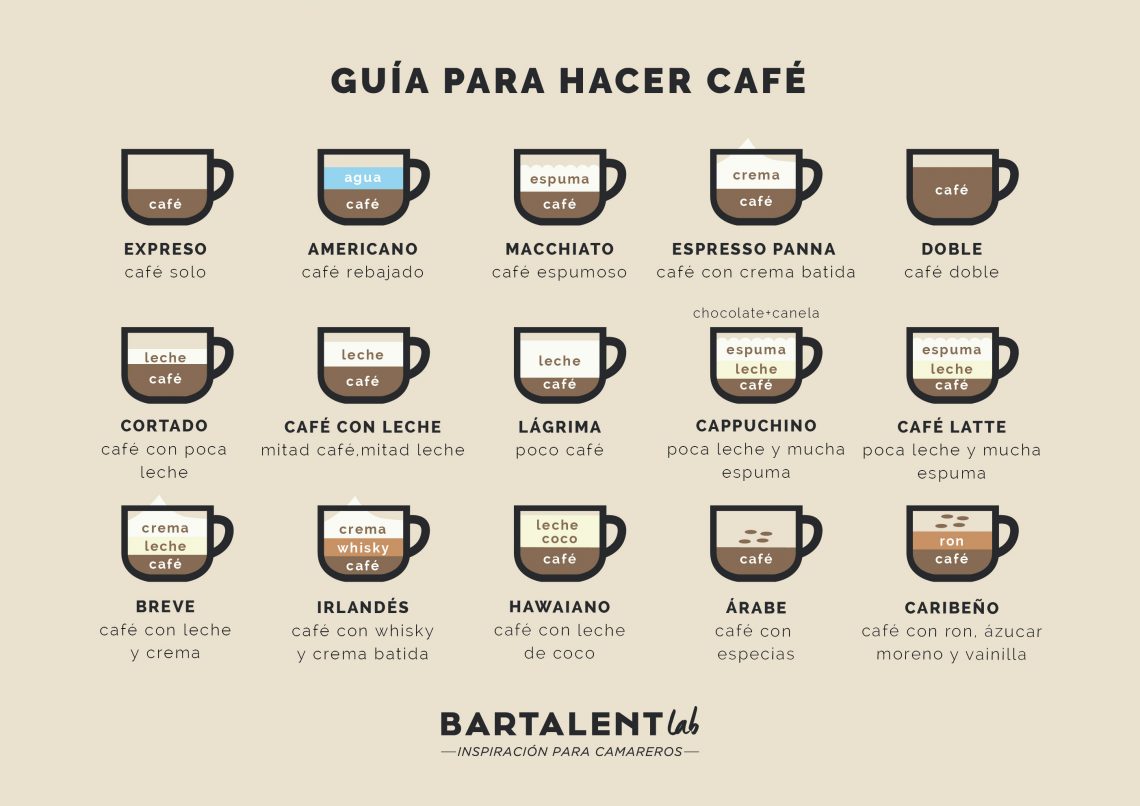 GUÍA PARA HACER CAFÉ
café
EXPRESO
café solo
agua
café
AMERICANO
café rebajado
espuma
café
MACCHIATO
café espumoso
crema
café
ESPRESSO PANNA
café con crema batida
café
DOBLE
café doble
leche
café
CORTADO
café con poca
leche
leche
café
CAFÉ CON LECHE
mitad café,mitad leche
leche
café
LÁGRIMA
poco café
chocolate+canela
espuma
leche
café
CAPPUCHINO
poca leche y mucha
espuma
espuma
leche
café
CAFÉ LATTE
poca leche y mucha
espuma
crema
leche
café
BREVE
café con leche
y crema
crema
whisky
café
IRLANDÉS
café con whisky
y crema batida
leche
coco
café
HAWAIANO
café con leche
de coco
café
ÁRABE
café con
especias
ron
café
CARIBEÑO
café con ron, ázucar
moreno y vainilla
BARTALENT lab
INSPIRACIÓN PARA CAMAREROS